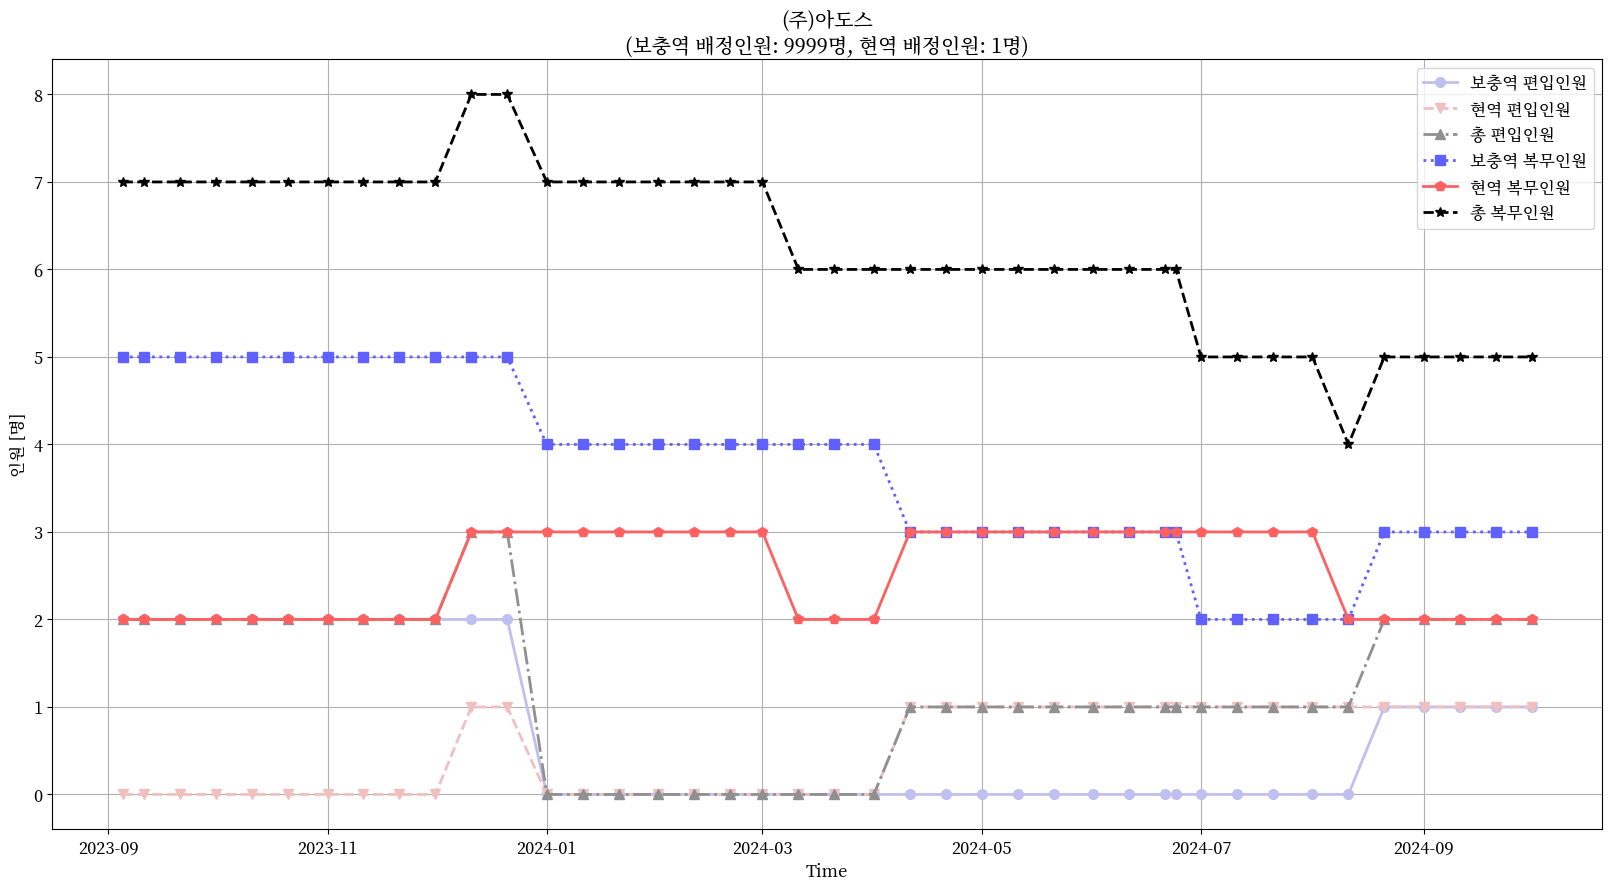 (주)아도스
(보충역 배정인원: 9999명, 현역 배정인원: 1명)
보충역 편입인원
현역 편입인원
총 편입인원
보충역 복무인원
현역 복무인원
총 복무인원
인원 [명]
8
7
6
5
4
3
2
1
0
2023-09
2023-11
2024-01
2024-03
2024-05
2024-07
2024-09
Time